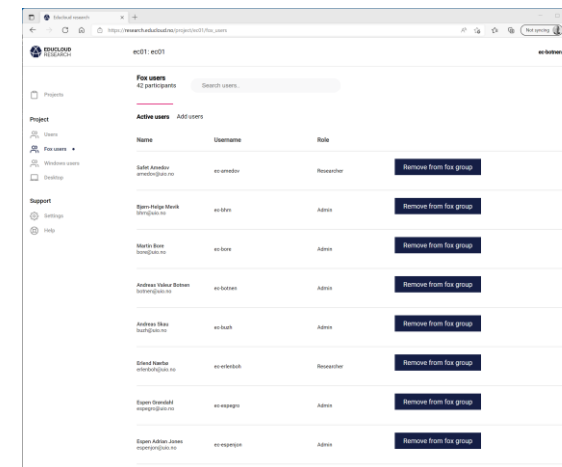 Educloud research
https://research.educloud.no/project/ec01/fox_users
Not syncing
EDUCLOUD
RESEARCH
ec01: ec01
ec-botnen
Fox users
42 participants
Search users..
Projects
Project
Users
Fox users
Windows users
Desktop
Support
Settings
Help
Active users Add users
Name Username Role
Safet Amedov
amedov@uio.no
ec-amedov Researcher Remove from fox group
Bjørn-Helge Mevik
bhm@uio.no
ec-bhm Admin Remove from fox group
Martin Bore
bore@uio.no
ec-bore Admin Remove from fox group
Andreas Valeur Botnen
botnen@uio.no
ec-botnen Admin Remove from fox group
Andreas Skau
bush@uio.no
ec-bush Admin Remove from fox group
Erlend Næsbø
erlenboh@uio.no
ec-erlenboh Researcher Remove from fox group
Espen Grøndahl
espegro@uio.no
ec-espegro Admin Remove from fox group
Espen Adrian Jones
espenjon@uio.no
ec-espenjon Admin Remove from fox group